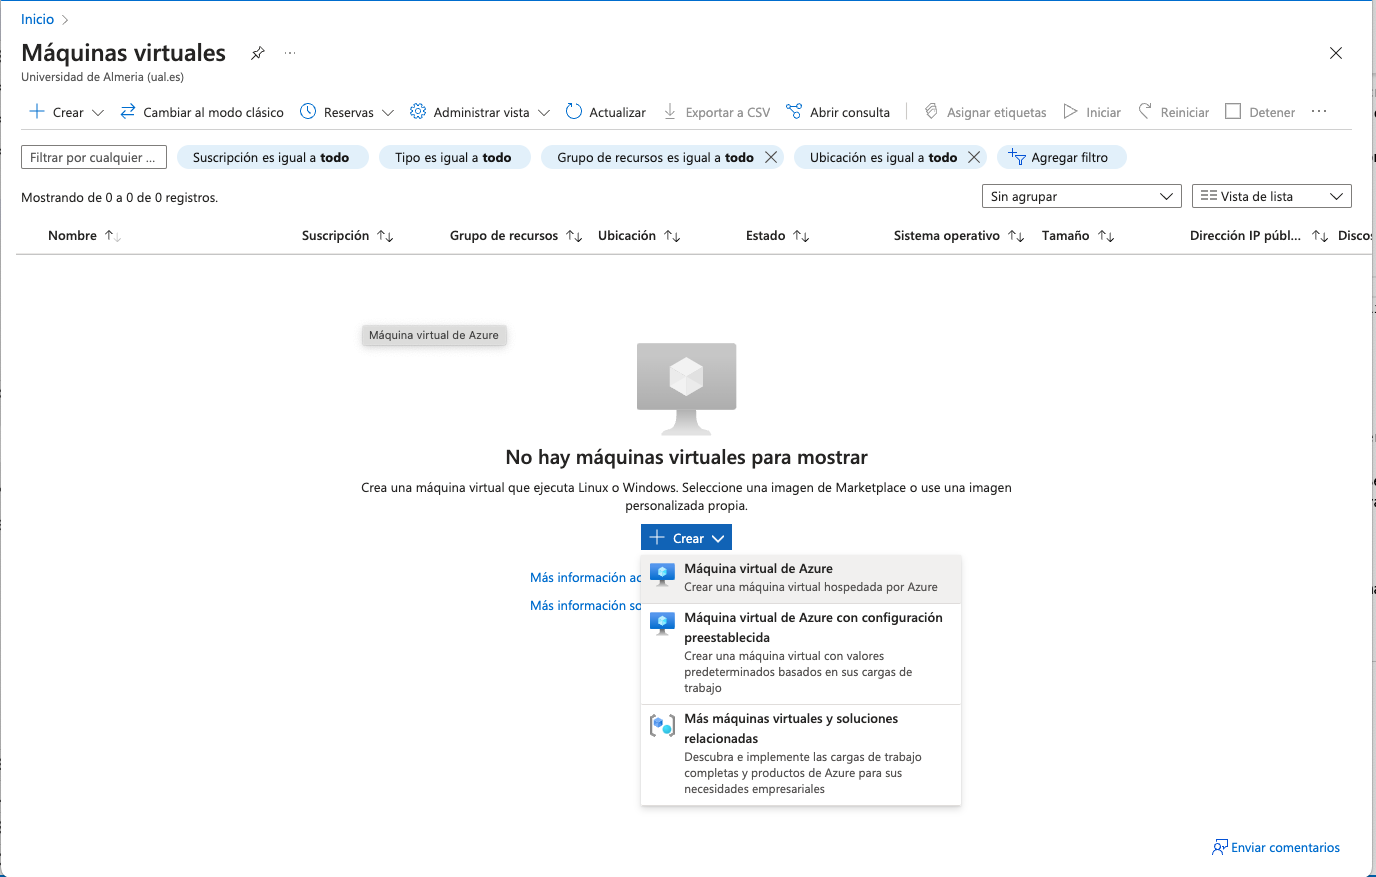 Inicio
Máquinas virtuales
Universidad de Almeria (ual.es)
Crear Cambiar al modo clásico Reservas Administrar vista Actualizar Exportar a CSV Abrir consulta Asignar etiquetas Iniciar Reiniciar Detener ...
Filtrar por cualquier ... Suscripción es igual a todo Tipo es igual a todo Grupo de recursos es igual a todo Ubicación es igual a todo Agregar filtro
Mostrando de 0 a 0 de 0 registros. Sin agrupar Vista de lista
Nombre Suscripción Grupo de recursos Ubicación Estado Sistema operativo Tamaño Dirección IP públ... Discos
Máquina virtual de Azure
No hay máquinas virtuales para mostrar
Crea una máquina virtual que ejecuta Linux o Windows. Seleccione una imagen de Marketplace o use una imagen
personalizada propia.
Crear
Más información
Más información
Máquina virtual de Azure
Crear una máquina virtual hospedada por Azure
Máquina virtual de Azure con configuración
preestablecida
Crear una máquina virtual con valores
predeterminados basados en sus cargas de
trabajo
Más máquinas virtuales y soluciones
relacionadas
Descubra e implemente las cargas de trabajo
completas y productos de Azure para sus
necesidades empresariales
Enviar comentarios